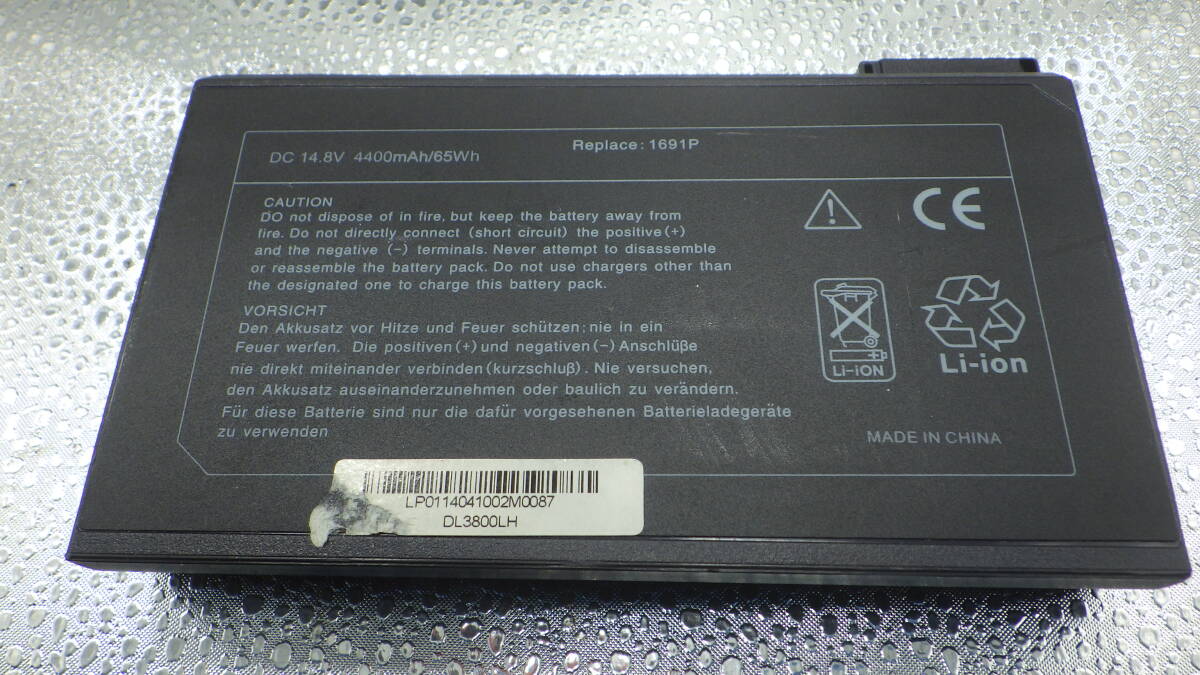 DC 14.8V 4400mAh/65Wh
Replace: 1691P
CAUTION
DO not dispose of in fire, but keep the battery away from
fire. Do not directly connect (short circuit) the positive (+)
and the negative (-) terminals. Never attempt to disassemble
or reassemble the battery pack. Do not use chargers other than
the designated one to charge this battery pack.
VORSICHT
Den Akkusatz vor Hitze und Feuer schützen; nie in ein
Feuer werfen. Die positiven (+) und negativen (-) Anschlüße
nie direkt miteinander verbinden (kurzschluß). Nie versuchen,
den Akkusatz auseinanderzunehmen oder baulich zu verändern.
Für diese Batterie sind nur die dafür vorgesehenen Batterieladegeräte
zu verwenden
CE
Li-iON
Li-ion
MADE IN CHINA
LP0114041002M0087
DL3800LH